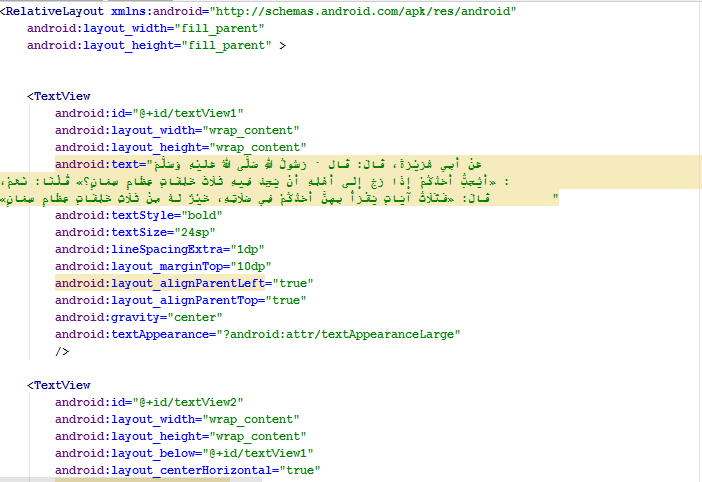 <RelativeLayout xmlns:android="http://schemas.android.com/apk/res/android"
android:layout_width="fill_parent"
android:layout_height="fill_parent" >
<TextView
android:id="@+id/textView1"
android:layout_width="wrap_content"
android:layout_height="wrap_content"
android:text="عَنْ أَبِي هُرَيْرَةَ، قَالَ: قَالَ رَسُولُ اللهِ صَلَّى اللهُ عَلَيْهِ وَسَلَّمَ
: «أَيُحِبُّ أَحَدُكُمْ إِذَا رَجَ إِلَى أَهْلِهِ أَنْ يَجِدَ فِيهِ ثَلَاثَ خَلِفَاتٍ عِظَامٍ سِمَانٍ؟» قُلْنَا: نَعَمْ،
قَالَ: «فَثَلَاثُ آيَاتٍ يَقْرَأُ بِهِنَّ أَحَدُكُمْ فِي صَلَاتِهِ، خَيْرٌ لَهُ مِنْ ثَلَاثِ خَلِفَاتٍ عِظَامٍ سِمَانٍ» "
android:textStyle="bold"
android:textSize="24sp"
android:lineSpacingExtra="1dp"
android:layout_marginTop="10dp"
android:layout_alignParentLeft="true"
android:layout_alignParentTop="true"
android:gravity="center"
android:textAppearance="?android:attr/textAppearanceLarge"
/>
<TextView
android:id="@+id/textView2"
android:layout_width="wrap_content"
android:layout_height="wrap_content"
android:layout_below="@+id/textView1"
android:layout_centerHorizontal="true"